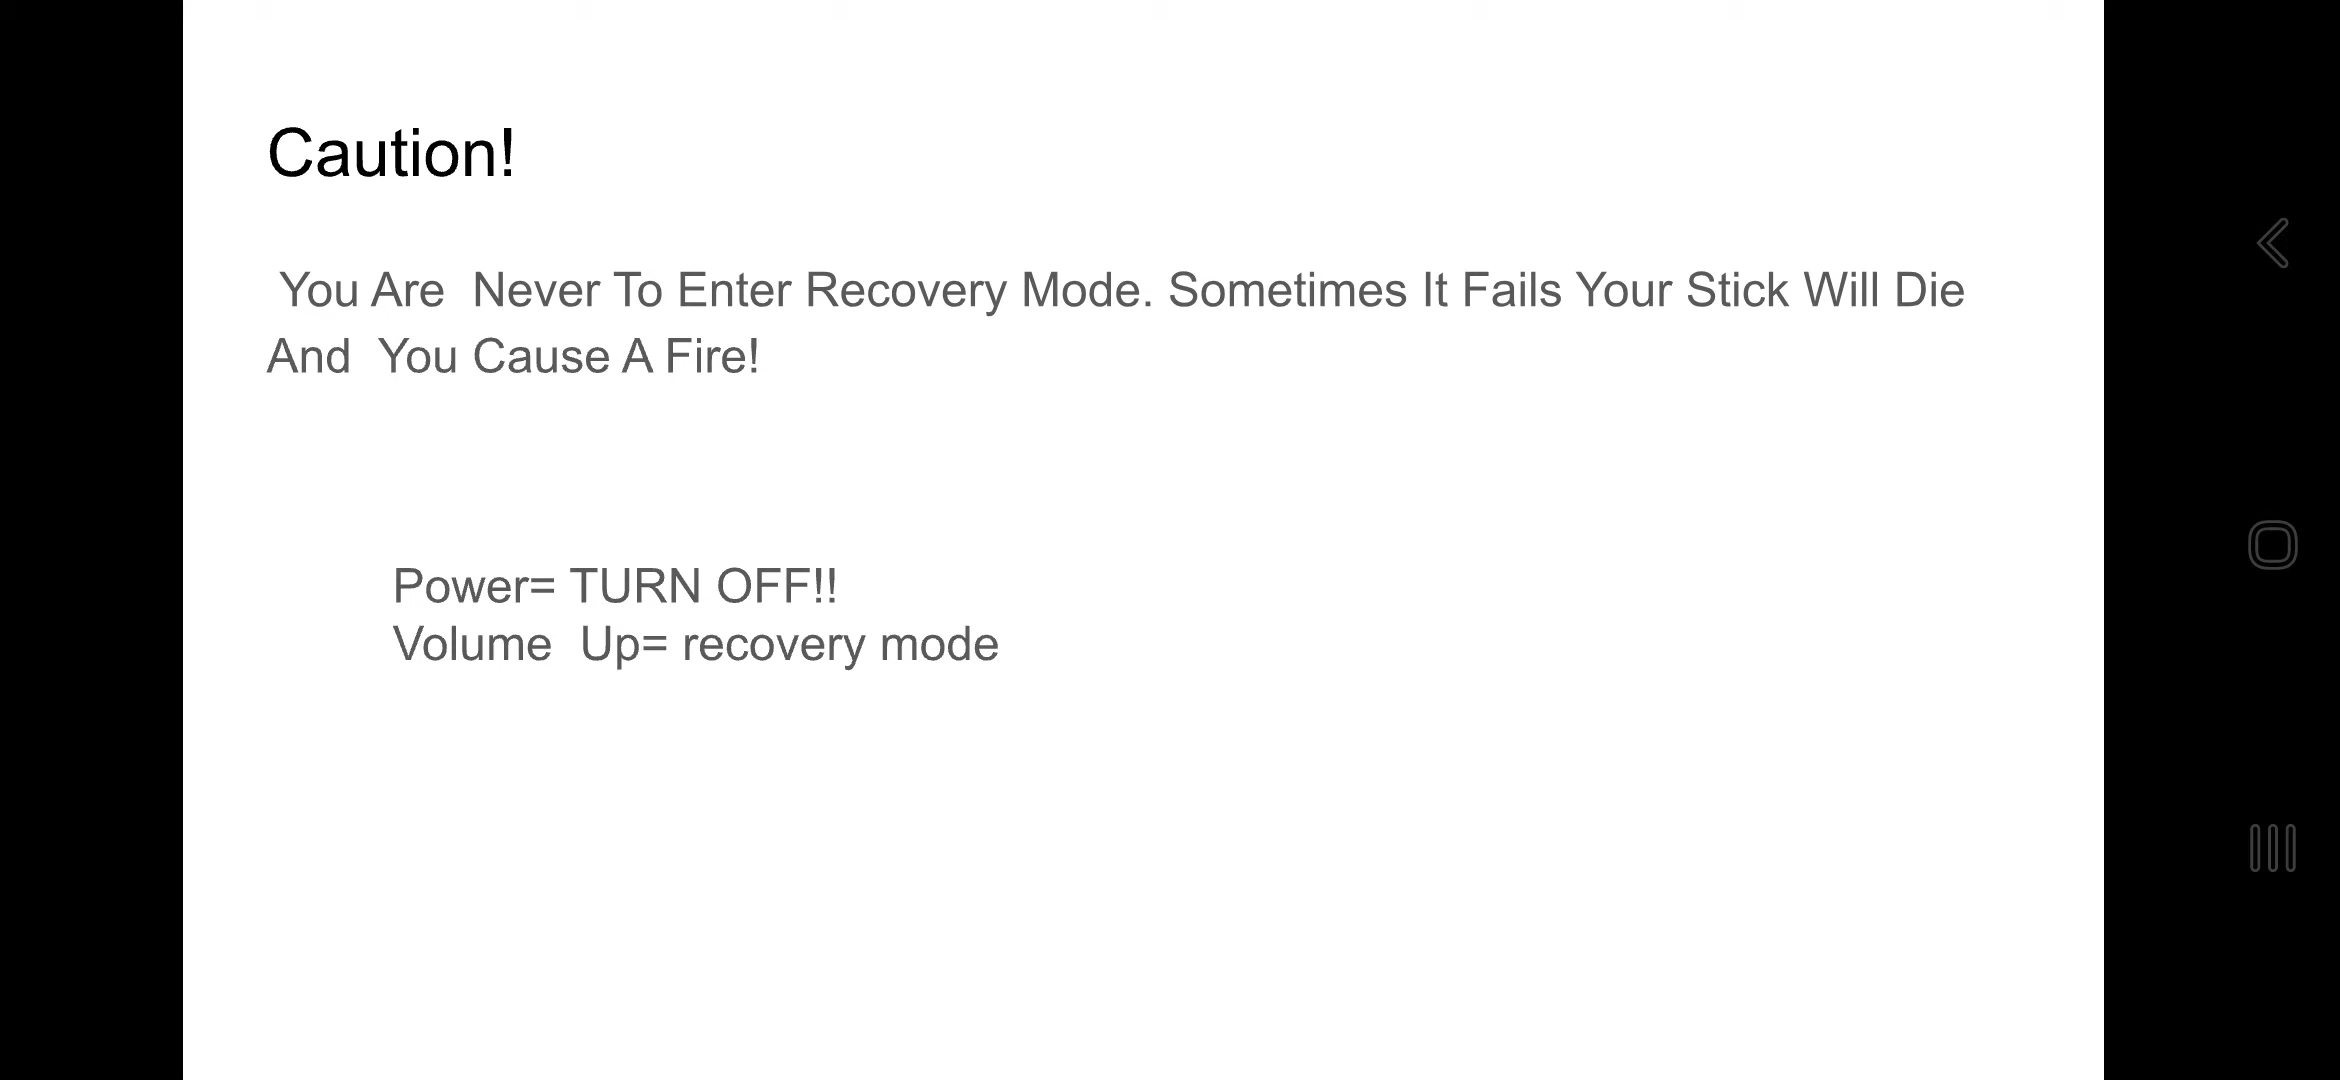 Caution!
You Are  Never To Enter Recovery Mode. Sometimes It Fails Your Stick Will Die
And  You Cause A Fire!
Power= TURN OFF!!
Volume  Up= recovery mode